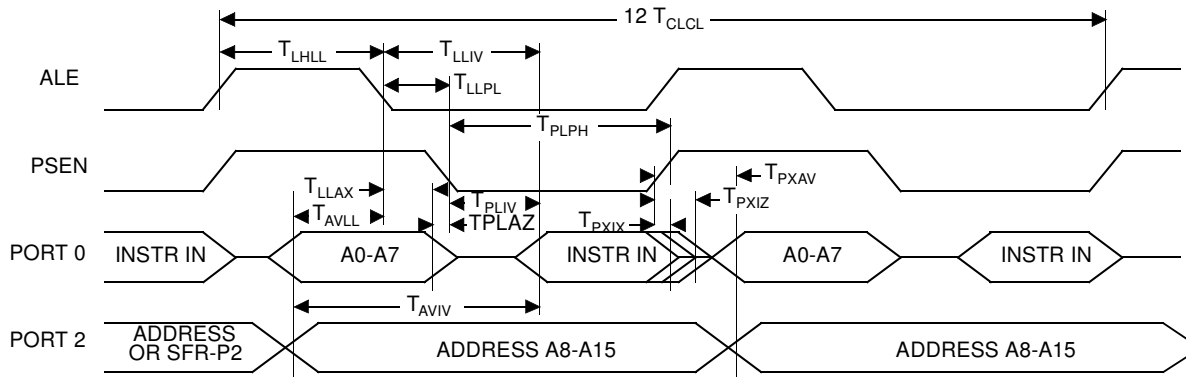 12 TCLCL
TLHLL
TLLIV
ALE
TLLPL
TPLPH
PSEN
TLLAX
TPXAV
TPLIV
TPXIZ
TAVLL
TPLAZ
TPXIX
PORT 0
INSTR IN
A0-A7
INSTR IN
A0-A7
INSTR IN
TAVIV
PORT 2
ADDRESS
OR SFR-P2
ADDRESS A8-A15
ADDRESS A8-A15